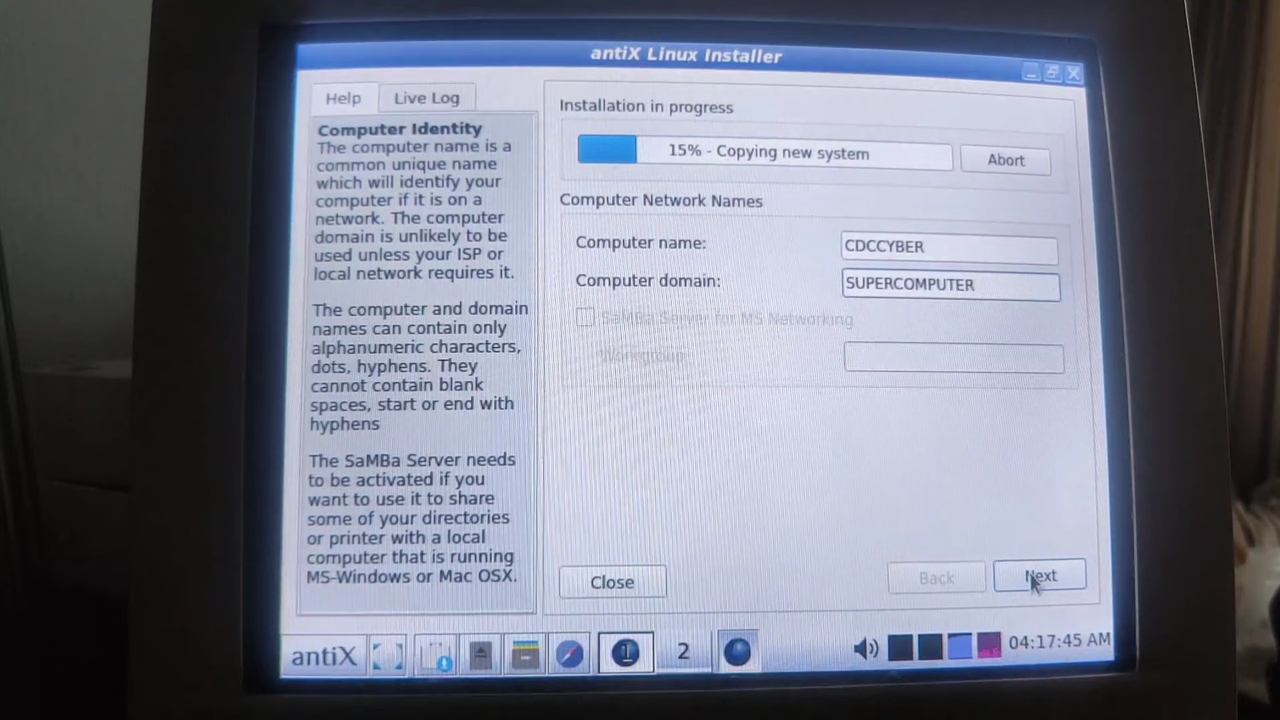 antiX Linux Installer
Help
Live Log
Computer Identity
The computer name is a
common unique name
which will identify your
computer if it is on a
network. The computer
domain is unlikely to be
used unless your ISP or
local network requires it.
The computer and domain
names can contain only
alphanumeric characters,
dots, hyphens. They
cannot contain blank
spaces, start or end with
hyphens
The SaMBa Server needs
to be activated if you
want to use it to share
some of your directories
or printer with a local
computer that is running
MS-Windows or Mac OSX.
Installation in progress
15% - Copying new system
Abort
Computer Network Names
Computer name:
CDCCYBER
Computer domain:
SUPERCOMPUTER
SaMBa Server for MS Networking
Workgroup
Close
Back
Next
antiX
1
2
04:17:45 AM